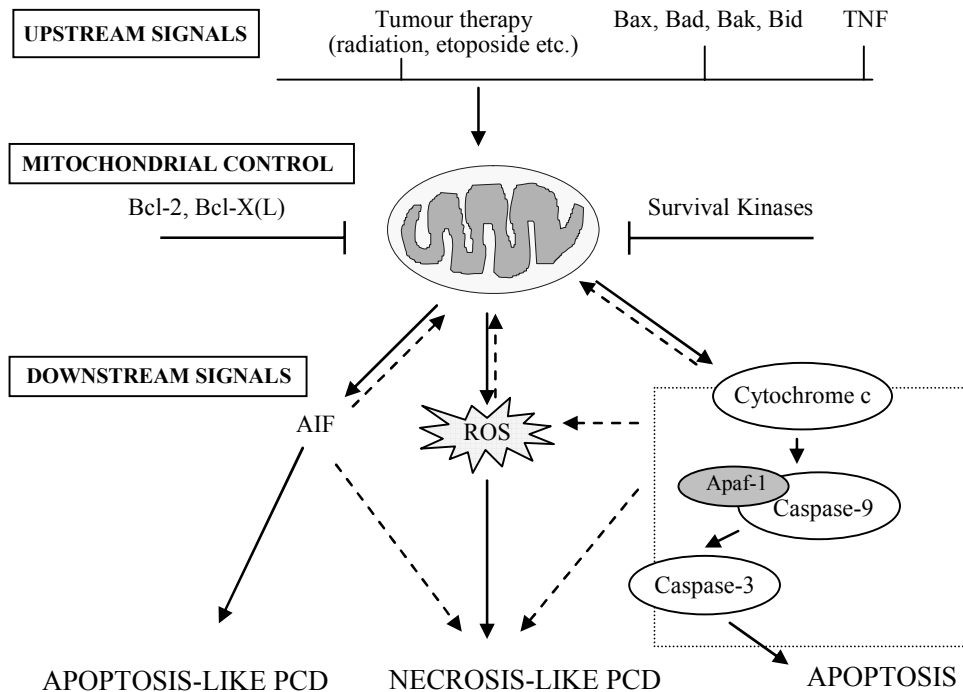 UPSTREAM SIGNALS
Tumour therapy
(radiation, etoposide etc.)
Bax, Bad, Bak, Bid
TNF
MITOCHONDRIAL CONTROL
Bcl-2, Bcl-X(L)
Survival Kinases
DOWNSTREAM SIGNALS
Cytochrome c
AIF
ROS
Apaf-1
Caspase-9
Caspase-3
APOPTOSIS-LIKE PCD
NECROSIS-LIKE PCD
APOPTOSIS